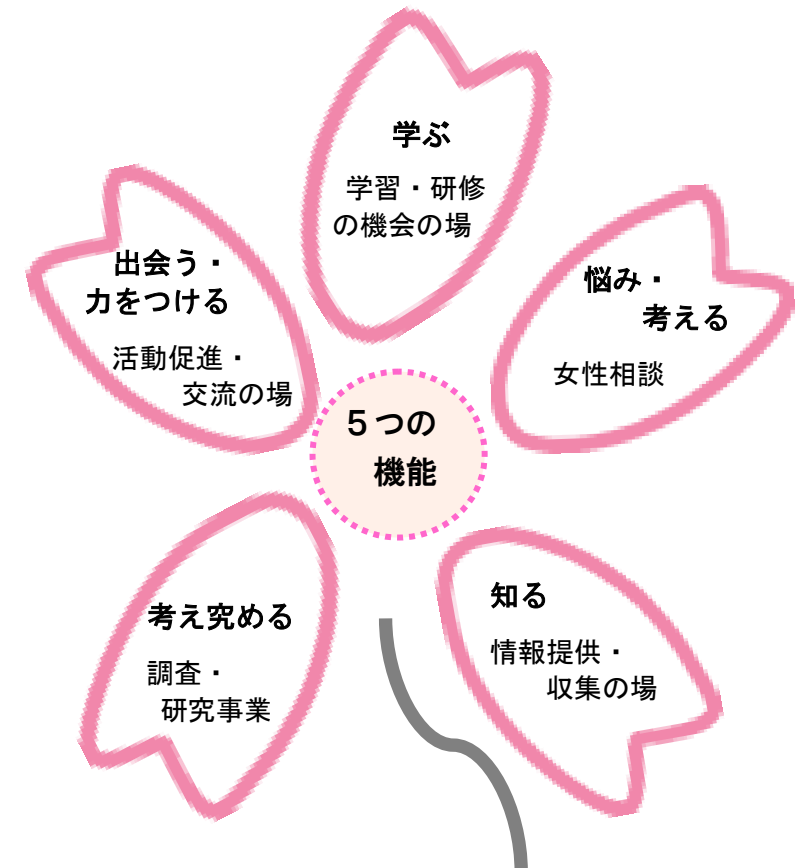 学ぶ
学習・研修
の機会の場
出会う・
力をつける
活動促進・
交流の場
悩み・
考える
女性相談
５つの
機能
考え究める
調査・
研究事業
知る
情報提供・
収集の場